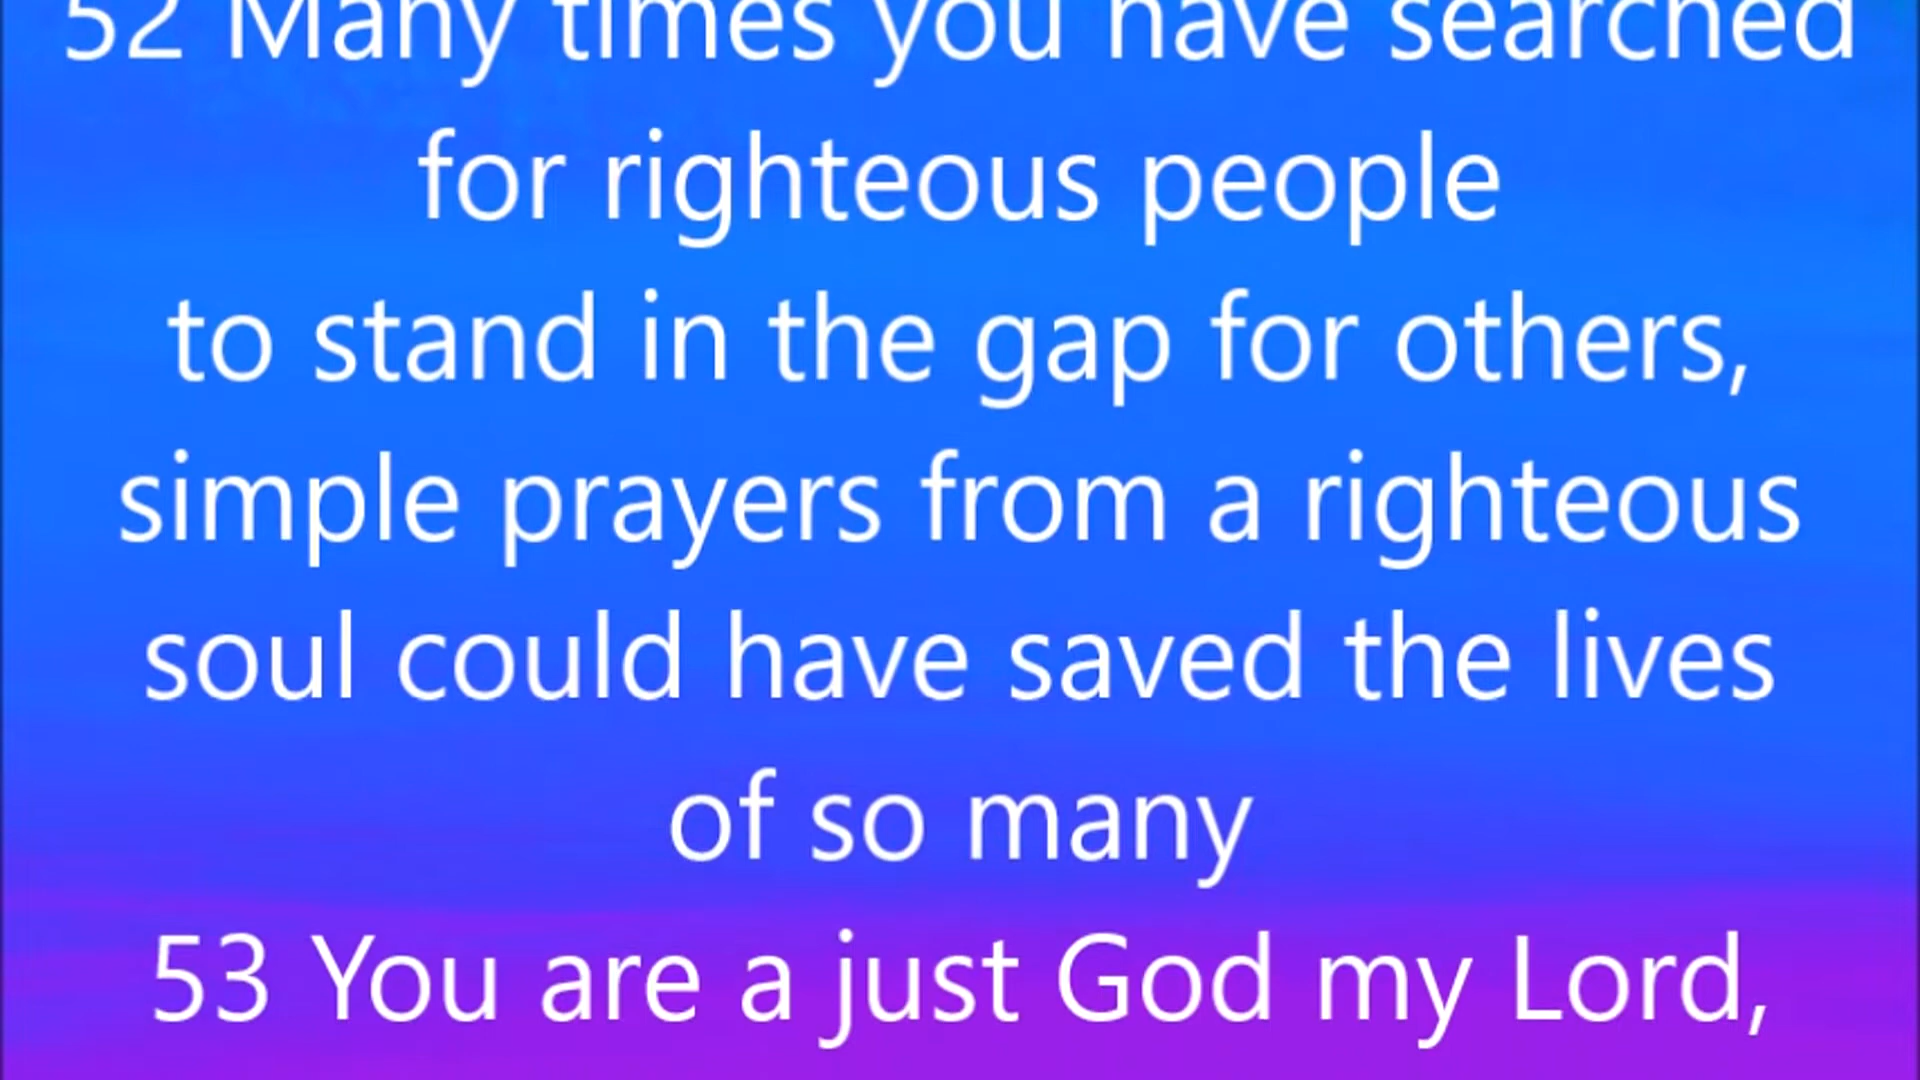 52 Many times you have searched
for righteous people
to stand in the gap for others,
simple prayers from a righteous
soul could have saved the lives
of so many
53 You are a just God my Lord,